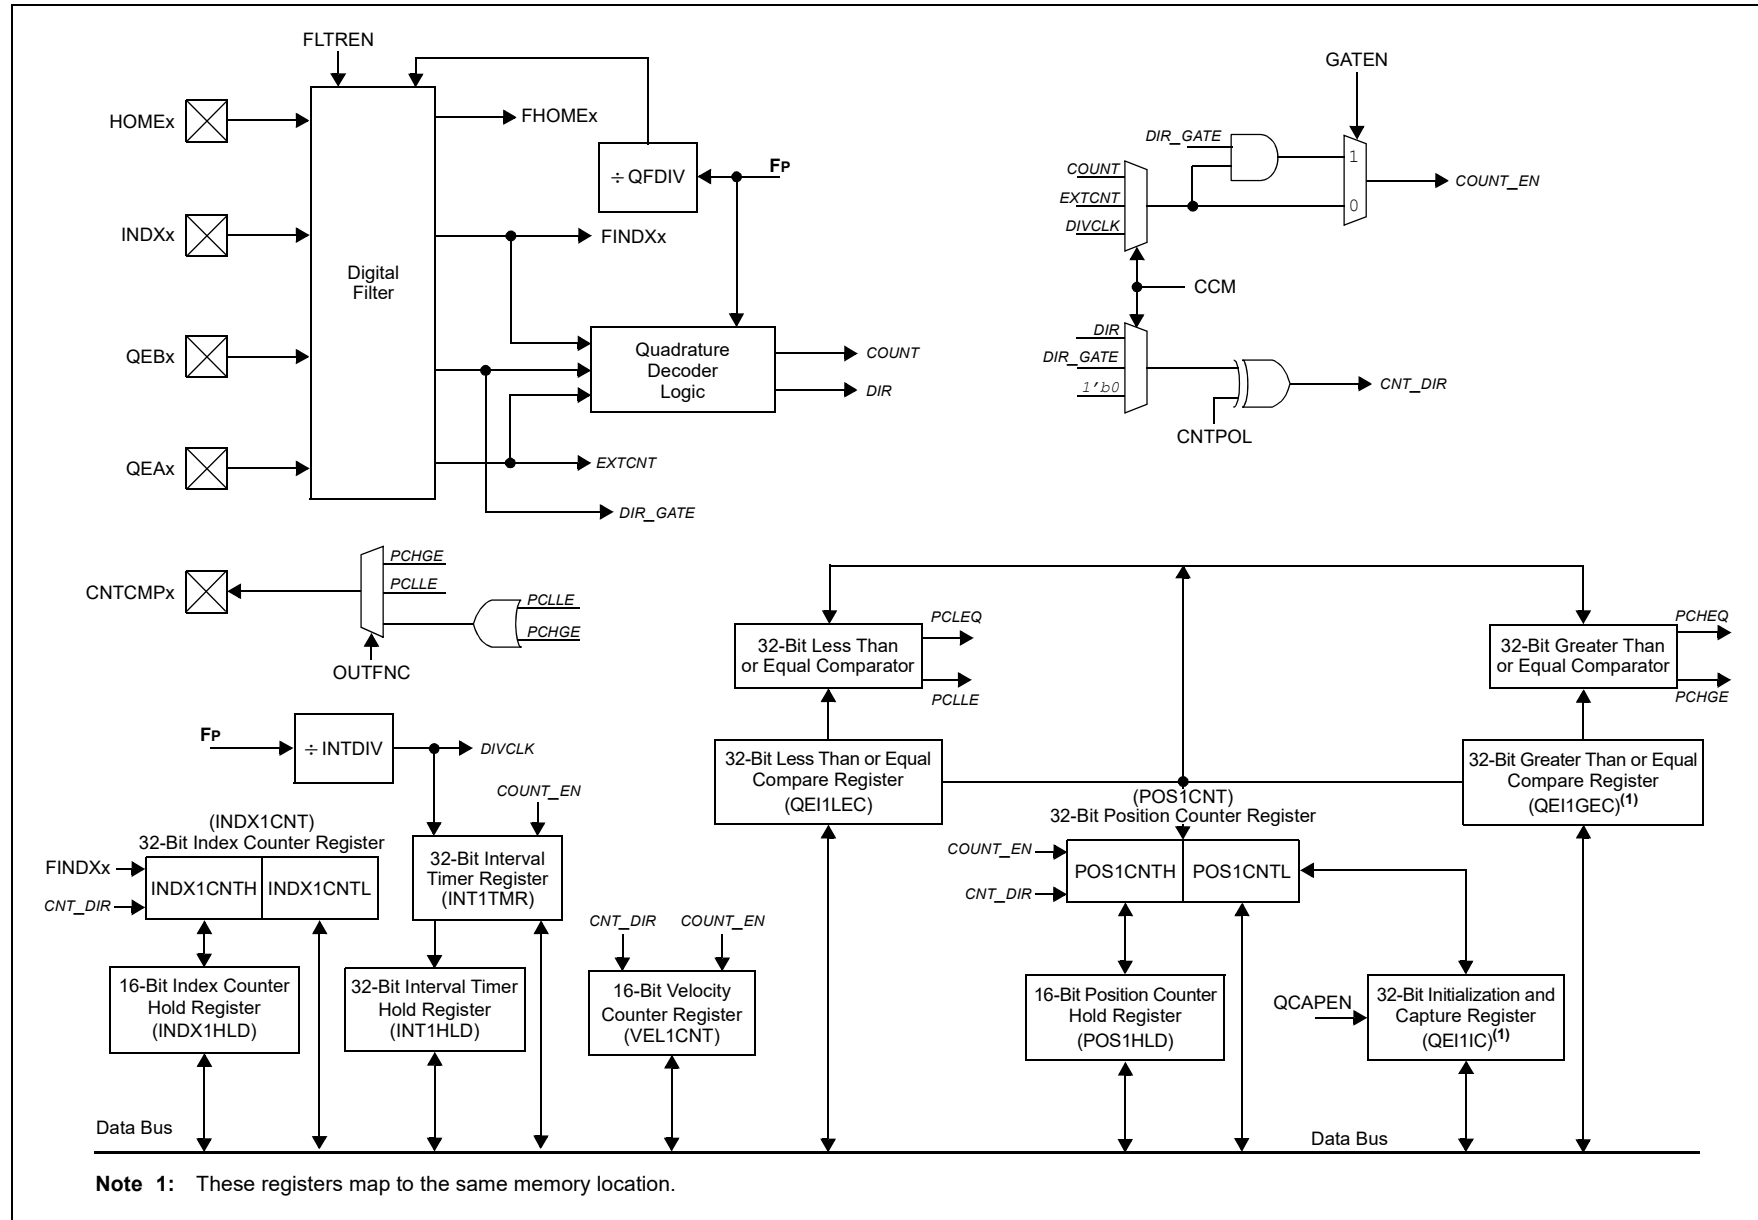 FLTREN
HOMEx
INDXx
QEBx
QEAx
Digital
Filter
FHOMEx
÷ QFDIV
FP
FINDXx
Quadrature
Decoder
Logic
COUNT
DIR
EXTCNT
DIR_GATE
GATEN
DIR_GATE
COUNT
EXTCNT
DIVCLK
1
0
COUNT_EN
CCM
DIR
DIR_GATE
1'b0
CNTPOL
CNT_DIR
CNTCMPx
PCHGE
PCLLE
PCLLE
PCHGE
OUTFNC
FP
÷ INTDIV
DIVCLK
COUNT_EN
(INDX1CNT)
32-Bit Index Counter Register
FINDXx
CNT_DIR
INDX1CNTH
INDX1CNTL
32-Bit Interval
Timer Register
(INT1TMR)
16-Bit Index Counter
Hold Register
(INDX1HLD)
32-Bit Interval Timer
Hold Register
(INT1HLD)
CNT_DIR
COUNT_EN
16-Bit Velocity
Counter Register
(VEL1CNT)
32-Bit Less Than
or Equal Comparator
PCLEQ
PCLLE
32-Bit Greater Than
or Equal Comparator
PCHEQ
PCHGE
32-Bit Less Than or Equal
Compare Register
(QEI1LEC)
32-Bit Greater Than or Equal
Compare Register
(QEI1GEC)(1)
(POS1CNT)
32-Bit Position Counter Register
COUNT_EN
CNT_DIR
POS1CNTH
POS1CNTL
16-Bit Position Counter
Hold Register
(POS1HLD)
QCAPEN
32-Bit Initialization and
Capture Register
(QEI1IC)(1)
Data Bus
Data Bus
Note 1: These registers map to the same memory location.